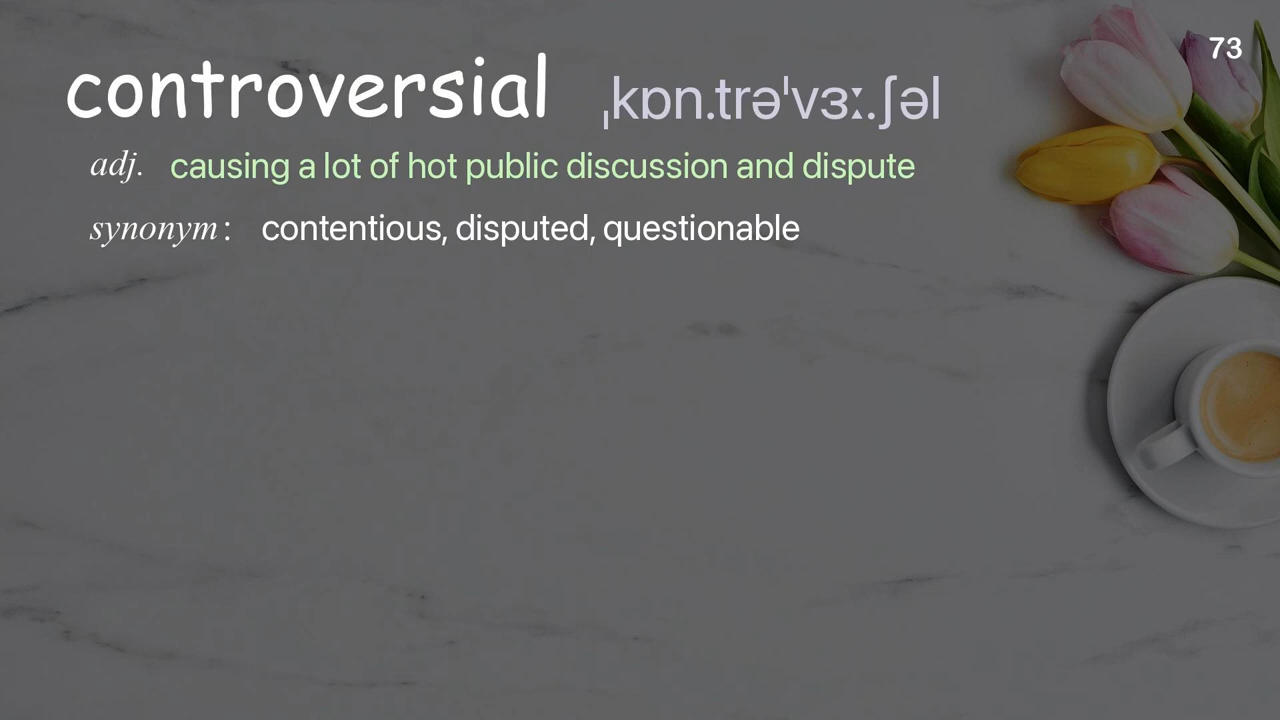 73
controversial ˌkɒn.trəˈvɜː.ʃəl
adj. causing a lot of hot public discussion and dispute
synonym: contentious, disputed, questionable